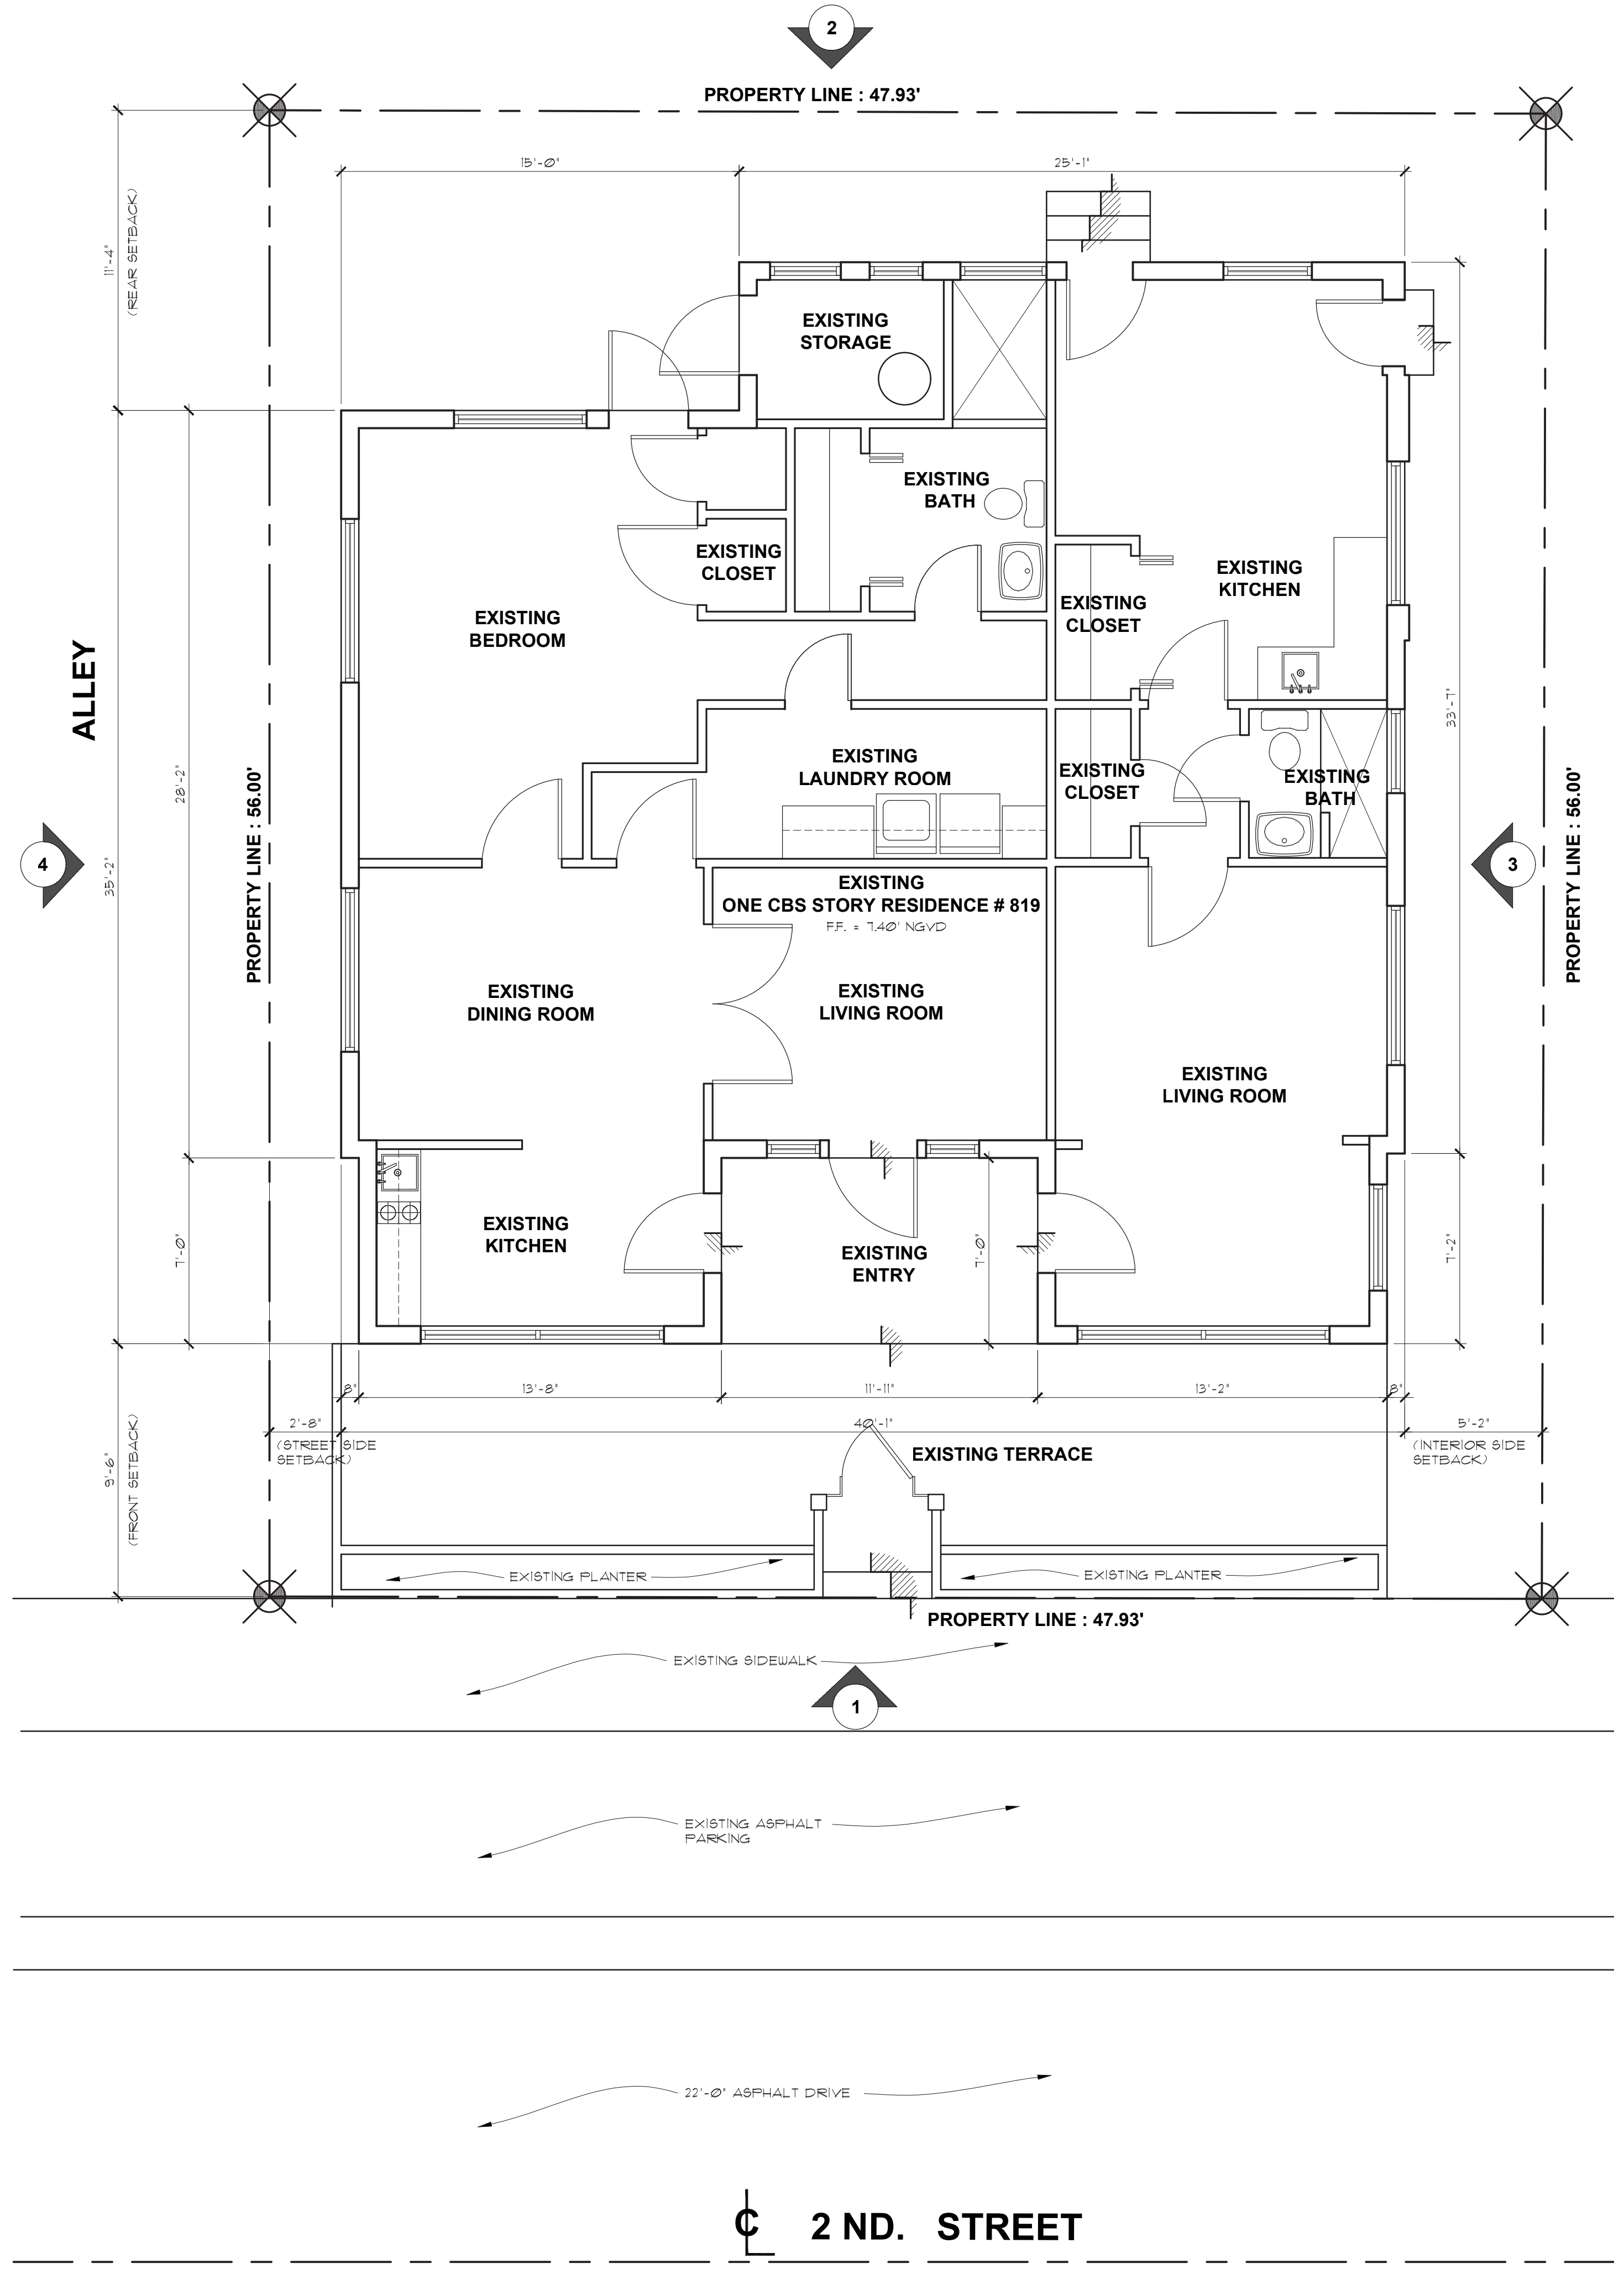 2
PROPERTY LINE : 47.93'
15'-0"
25'-1"
11'-4"
(REAR SETBACK)
EXISTING
STORAGE
EXISTING
BATH
EXISTING
CLOSET
EXISTING
BEDROOM
EXISTING
KITCHEN
EXISTING
CLOSET
ALLEY
PROPERTY LINE : 56.00'
28'-2"
35'-2"
4
EXISTING
LAUNDRY ROOM
EXISTING
CLOSET
EXISTING
BATH
33'-7"
3
PROPERTY LINE : 56.00'
EXISTING
ONE CBS STORY RESIDENCE # 819
F.F. = 7.40' NGVD
EXISTING
DINING ROOM
EXISTING
LIVING ROOM
EXISTING
LIVING ROOM
EXISTING
KITCHEN
EXISTING
ENTRY
7'-0"
7'-0"
7'-2"
8"
13'-8"
11'-11"
13'-2"
8"
2'-8"
(STREET SIDE
SETBACK)
40'-1"
5'-2"
(INTERIOR SIDE
SETBACK)
9'-6"
(FRONT SETBACK)
EXISTING TERRACE
EXISTING PLANTER
EXISTING PLANTER
PROPERTY LINE : 47.93'
EXISTING SIDEWALK
1
EXISTING ASPHALT
PARKING
22'-0" ASPHALT DRIVE
℄ 2 ND. STREET